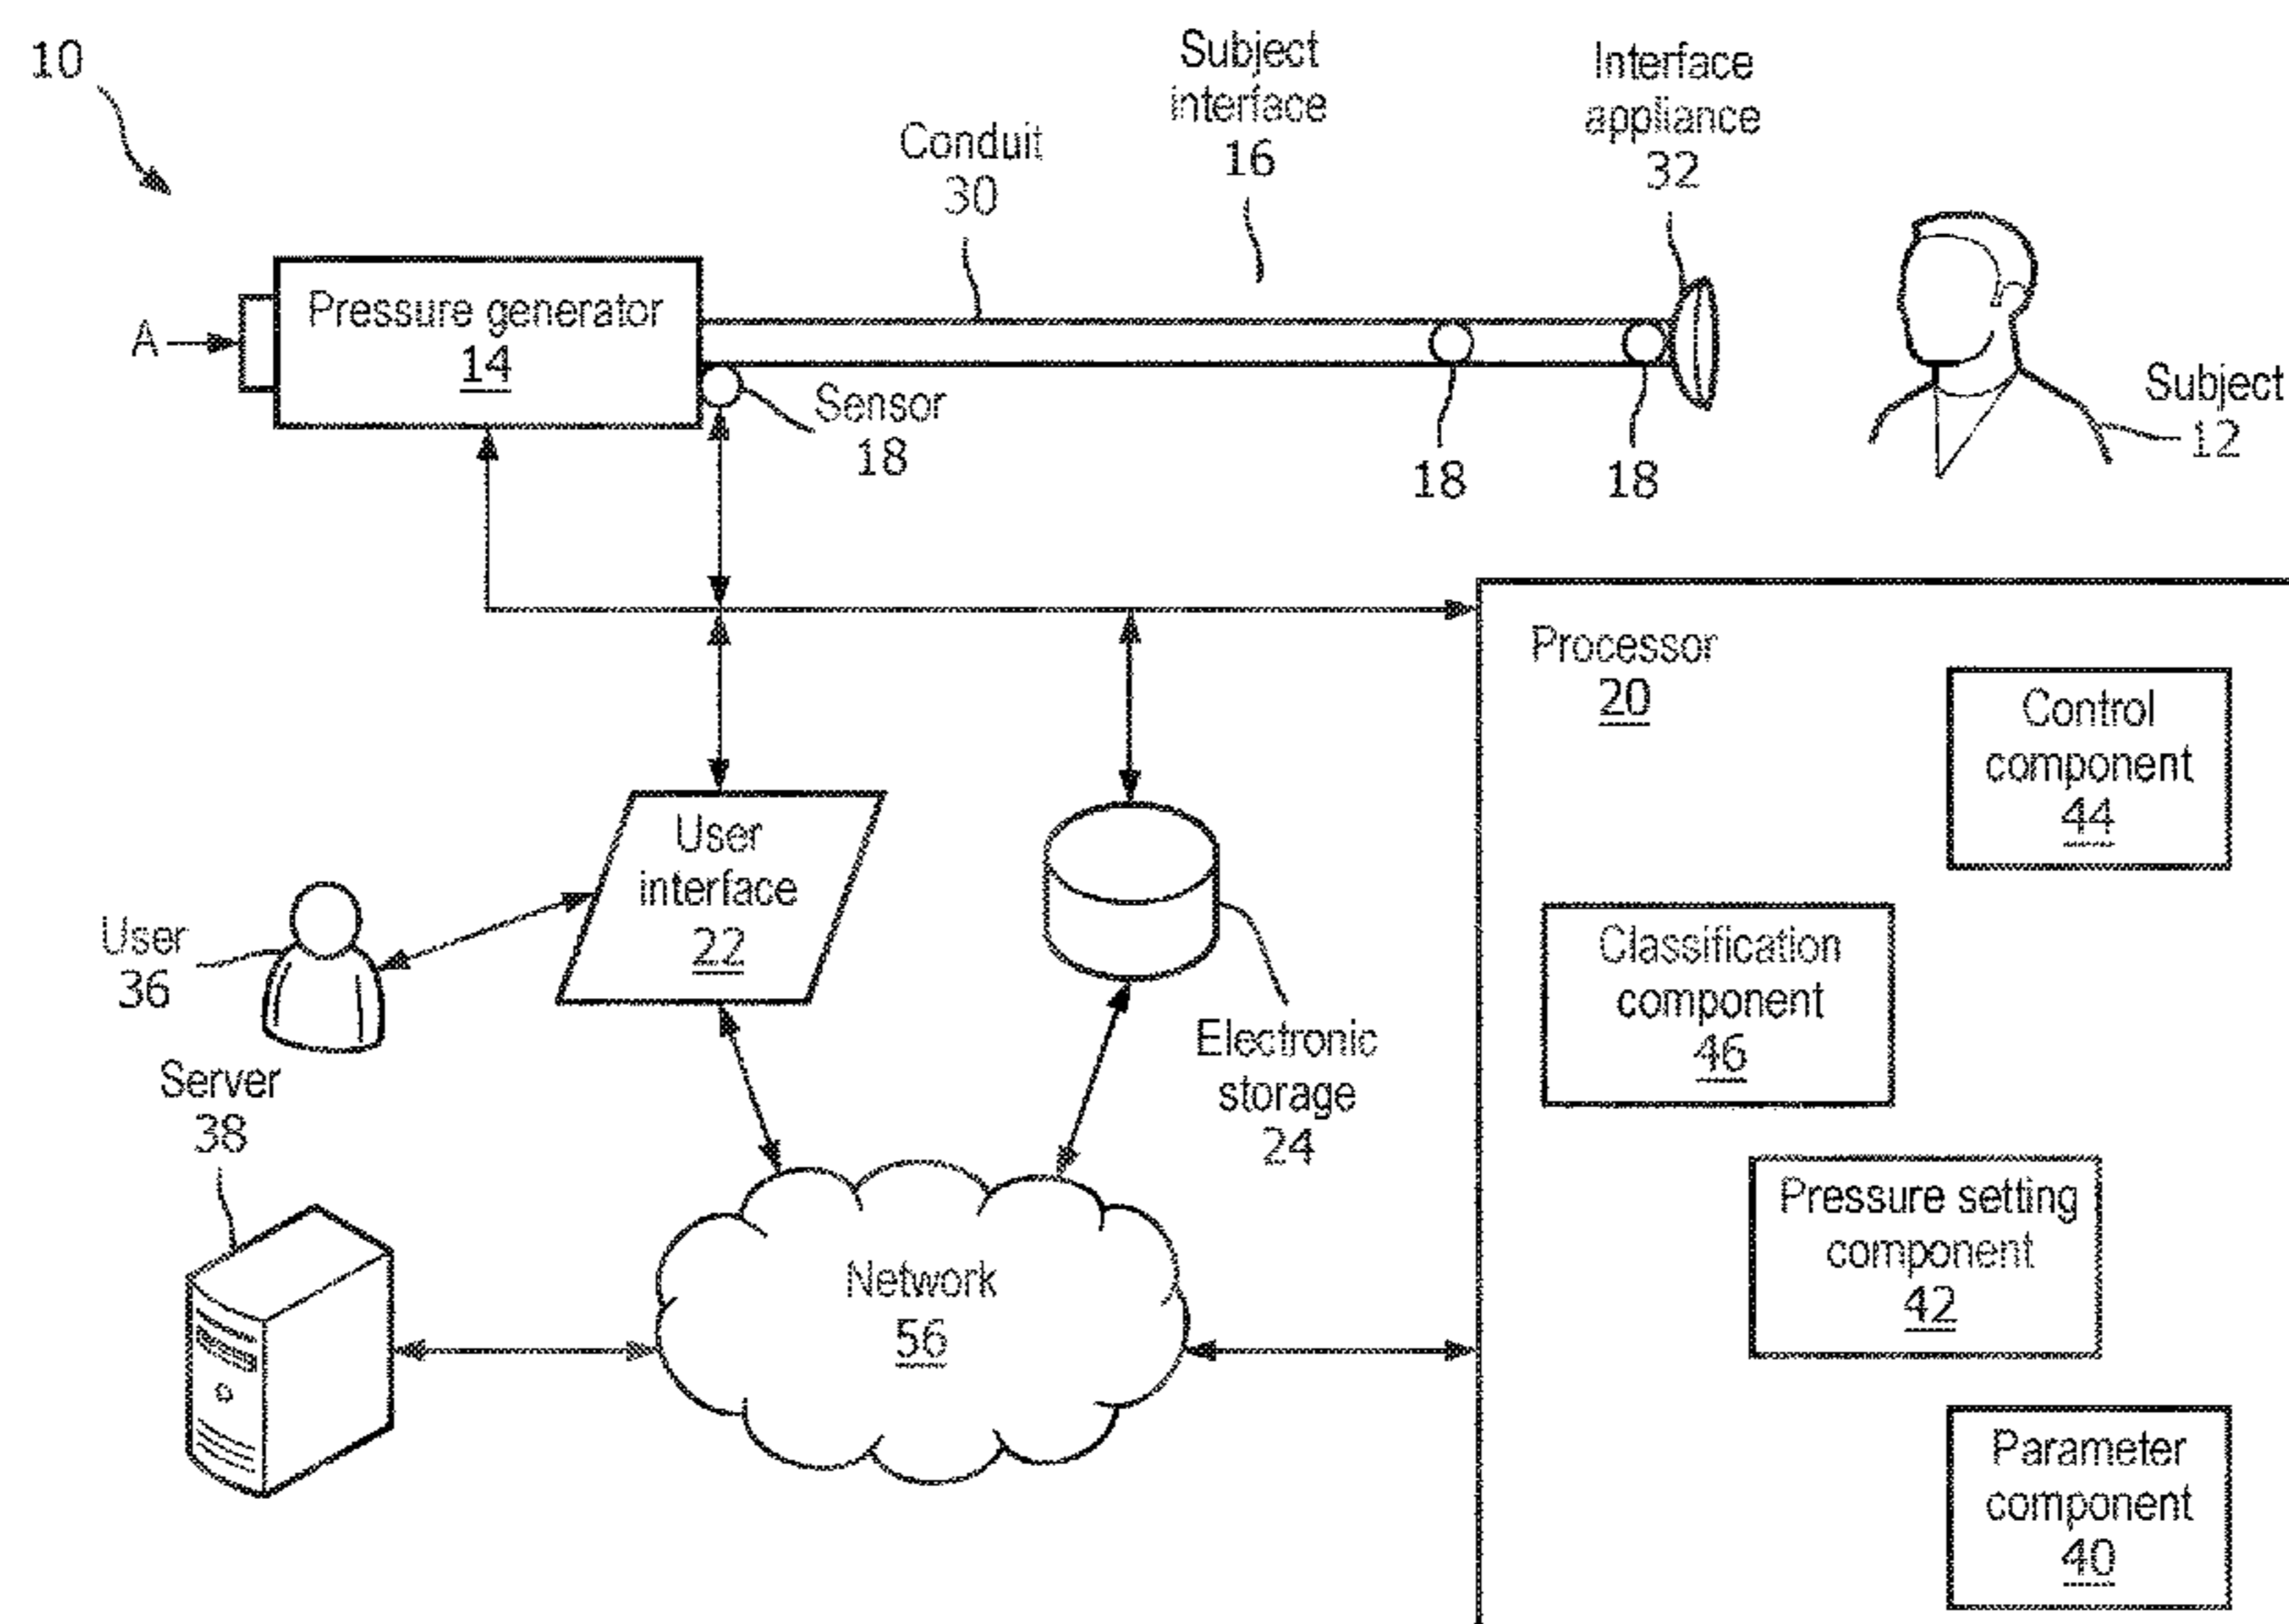 10
Subject
interface
16
Interface
appliance
32
Conduit
30
Pressure generator
14
A
Sensor
18
18
18
Subject
12
Processor
20
Control
component
44
User
interface
22
Classification
component
46
User
36
Electronic
storage
24
Server
38
Pressure setting
component
42
Network
56
Parameter
component
40